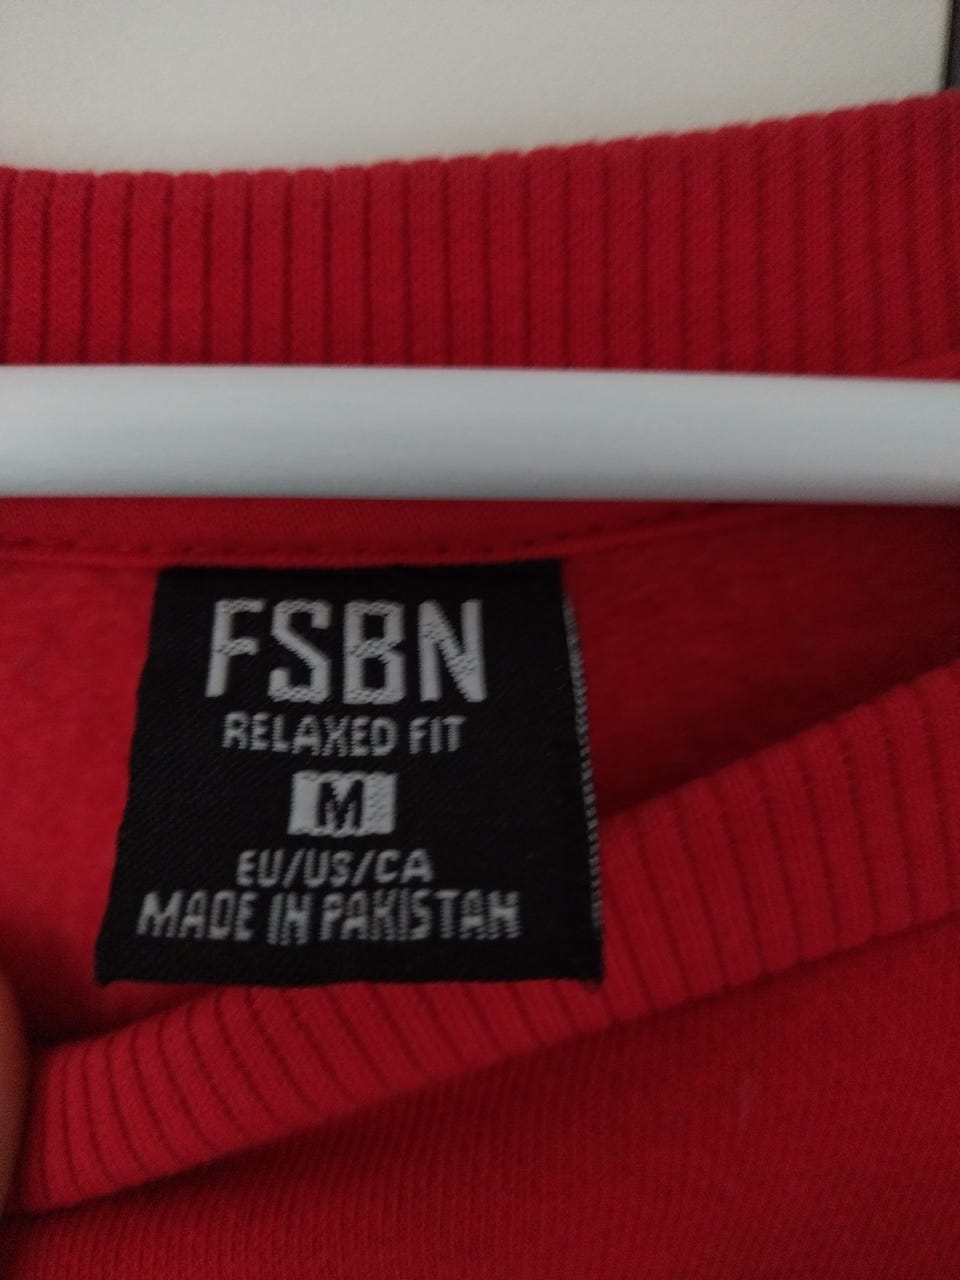 FSBN
RELAXED FIT
M
EU/US/CA
MADE IN PAKISTAN